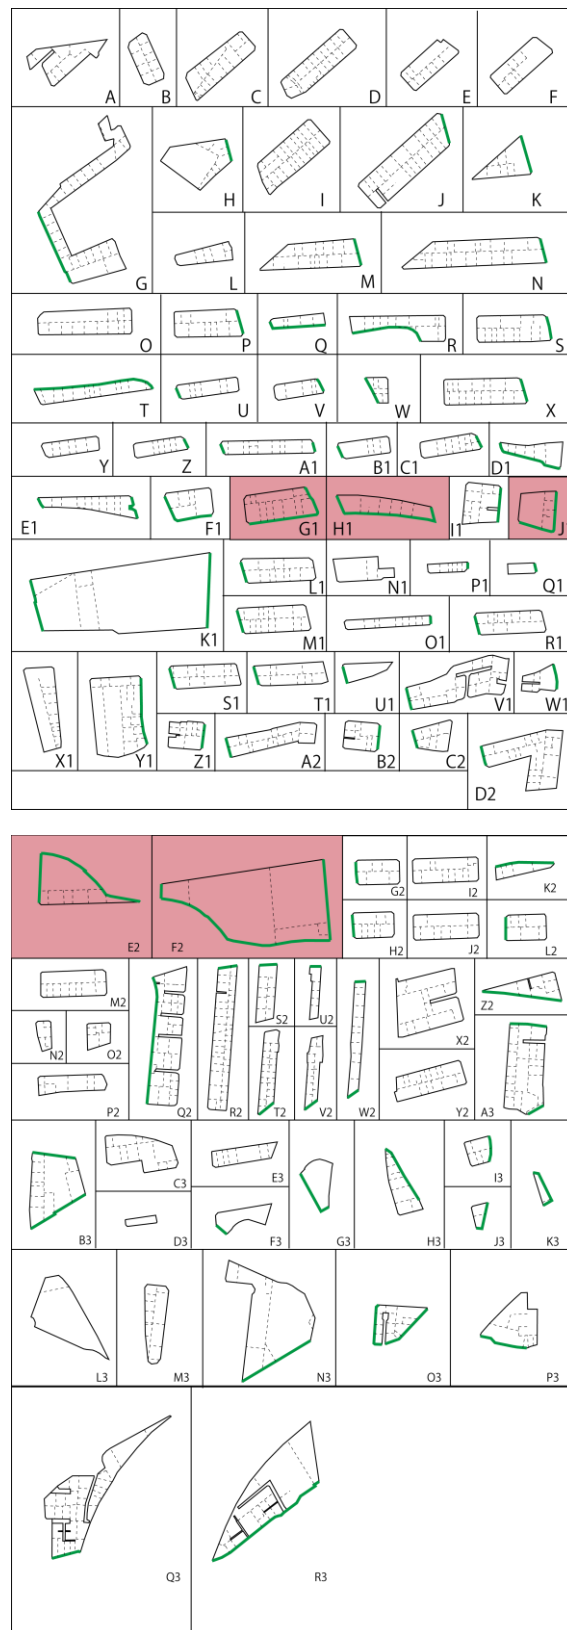 A B C D E F
G H I J K
L M N
O P Q R S
T U V W X
Y Z A1 B1 C1 D1
E1 F1 G1 H1 I1 J
K1 L1 N1 P1 Q1
M1 O1 R1
X1 Y1 S1 T1 U1 V1 W1
Z1 A2 B2 C2 D2
E2 F2 G2 I2 K2
H2 J2 L2
M2 Q2 R2 S2 U2 W2 X2 Z2
N2 O2
P2 T2 V2 Y2 A3
B3 C3 E3 G3 H3 I3 K3
D3 F3 J3
L3 M3 N3 O3 P3
Q3 R3